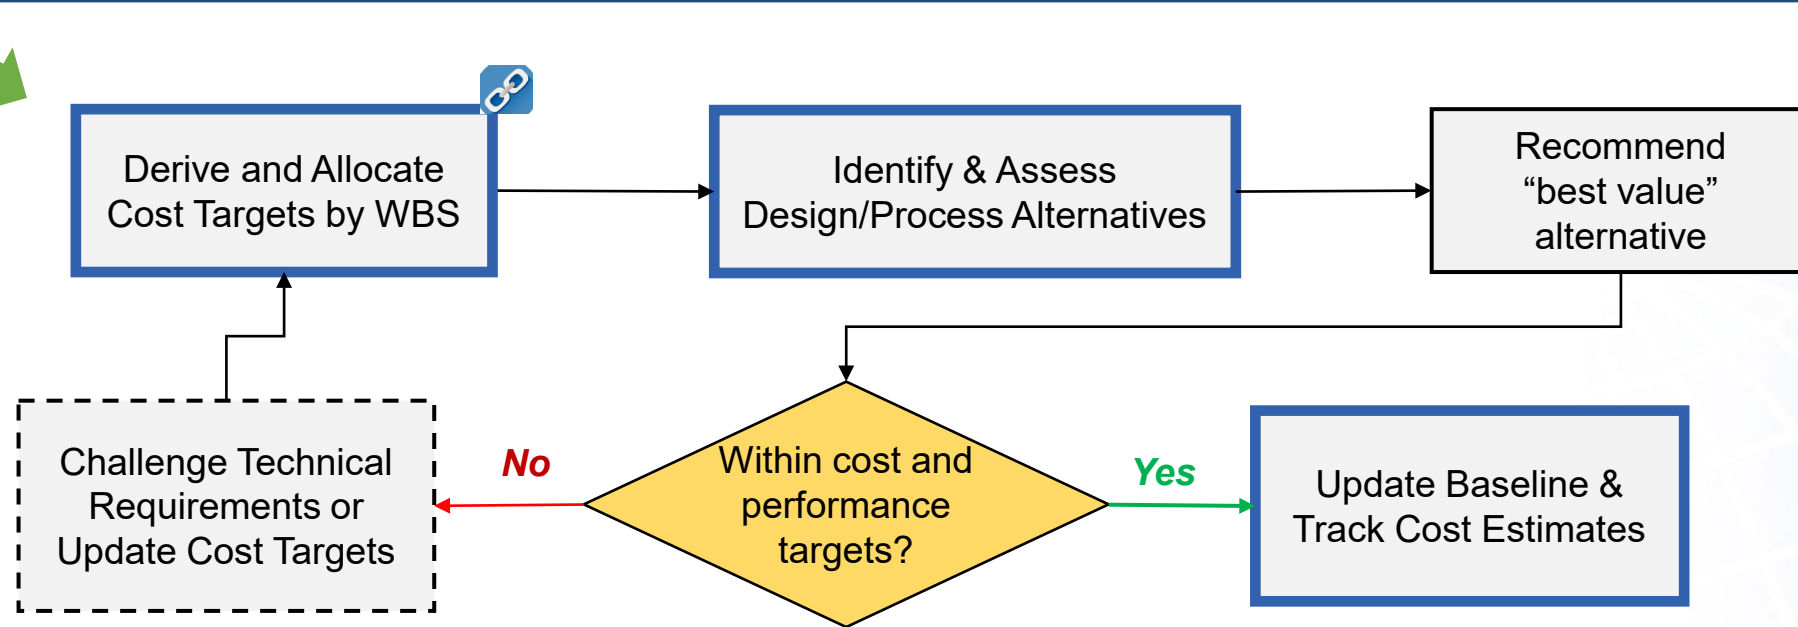 Derive and Allocate
Cost Targets by WBS
Identify & Assess
Design/Process Alternatives
Recommend
“best value”
alternative
Challenge Technical
Requirements or
Update Cost Targets
No
Within cost and
performance
targets?
Yes
Update Baseline &
Track Cost Estimates